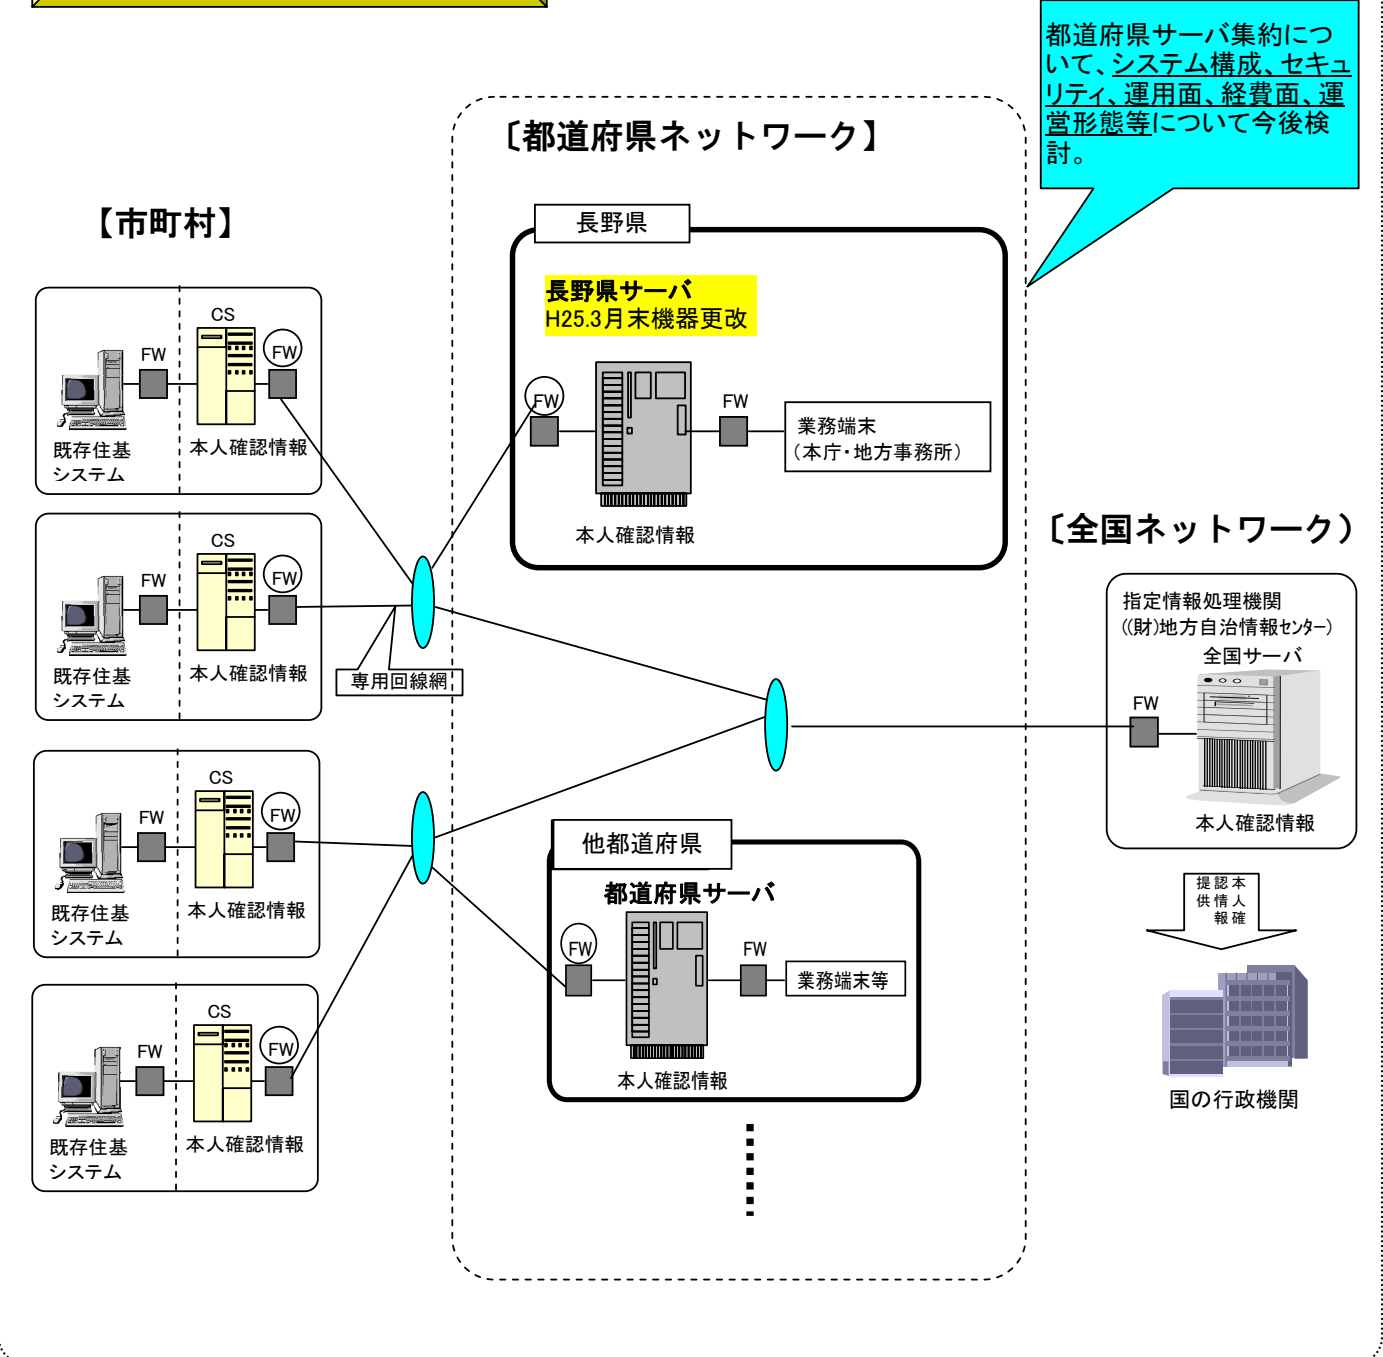 都道府県サーバ集約につ
いて、システム構成、セキュ
リティ、運用面、経費面、運
営形態等について今後検
討。
〔都道府県ネットワーク】
【市町村】
長野県
長野県サーバ
H25.3月末機器更改
FW
FW
業務端末
（本庁・地方事務所）
本人確認情報
CS
FW
FW
既存住基
システム
本人確認情報
CS
FW
FW
既存住基
システム
本人確認情報
専用回線網
CS
FW
FW
既存住基
システム
本人確認情報
CS
FW
FW
既存住基
システム
本人確認情報
他都道府県
都道府県サーバ
FW
FW
業務端末等
本人確認情報
〔全国ネットワーク）
指定情報処理機関
((財)地方自治情報センター)
全国サーバ
FW
本人確認情報
本人確
認情報
提供
国の行政機関